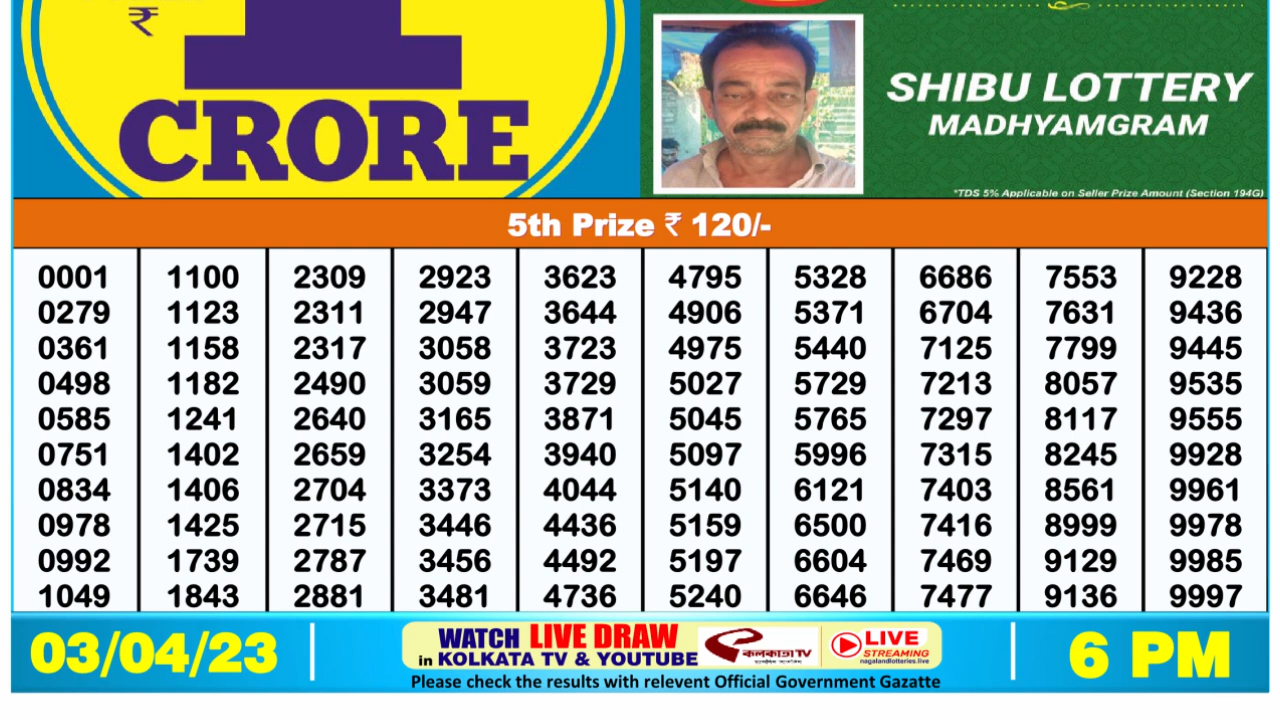 ₹
CRORE
SHIBU LOTTERY
MADHYAMGRAM
*TDS 5% Applicable on Seller Prize Amount (Section 194G)
5th Prize ₹ 120/-
0001 1100 2309 2923 3623 4795 5328 6686 7553 9228
0279 1123 2311 2947 3644 4906 5371 6704 7631 9436
0361 1158 2317 3058 3723 4975 5440 7125 7799 9445
0498 1182 2490 3059 3729 5027 5729 7213 8057 9535
0585 1241 2640 3165 3871 5045 5765 7297 8117 9555
0751 1402 2659 3254 3940 5097 5996 7315 8245 9928
0834 1406 2704 3373 4044 5140 6121 7403 8561 9961
0978 1425 2715 3446 4436 5159 6500 7416 8999 9978
0992 1739 2787 3456 4492 5197 6604 7469 9129 9985
1049 1843 2881 3481 4736 5240 6646 7477 9136 9997
03/04/23
WATCH LIVE DRAW
in KOLKATA TV & YOUTUBE
কলকাতা TV
LIVE
STREAMING
nagalandlotteries.live
Please check the results with relevent Official Government Gazatte
6 PM